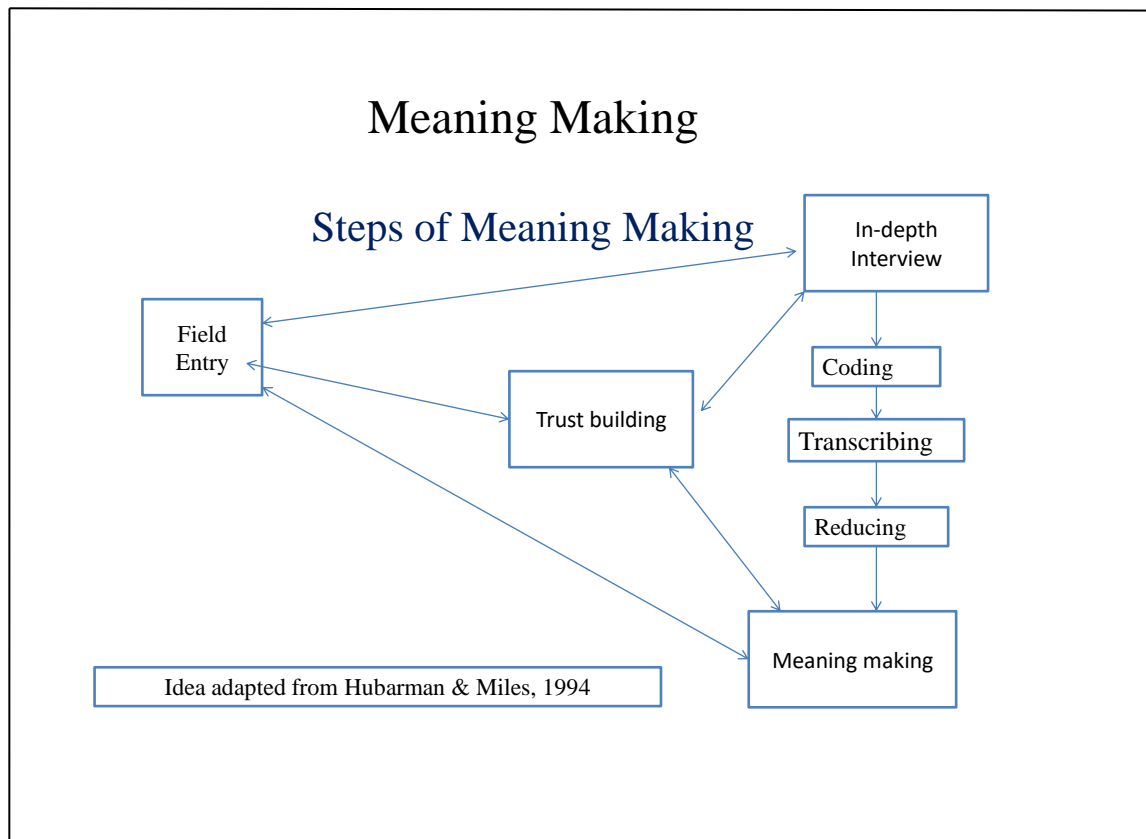 Meaning Making
Steps of Meaning Making
In-depth
Interview
Field
Entry
Coding
Trust building
Transcribing
Reducing
Meaning making
Idea adapted from Hubarman & Miles, 1994